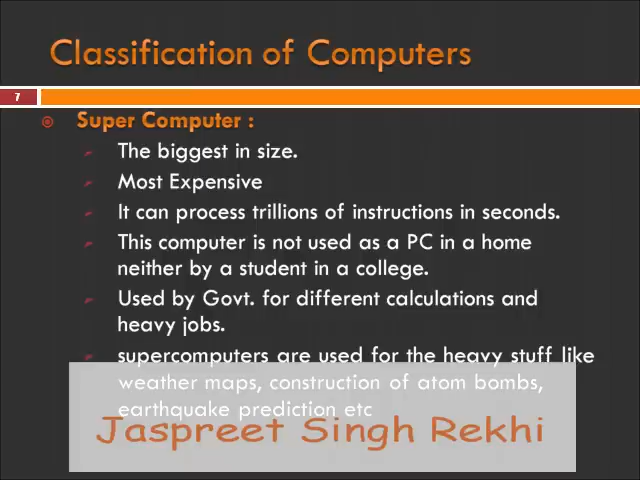 Classification of Computers
7
Super Computer :
The biggest in size.
Most Expensive
It can process trillions of instructions in seconds.
This computer is not used as a PC in a home
neither by a student in a college.
Used by Govt. for different calculations and
heavy jobs.
supercomputers are used for the heavy stuff like
weather maps, construction of atom bombs,
earthquake prediction etc
Jaspreet Singh Rekhi